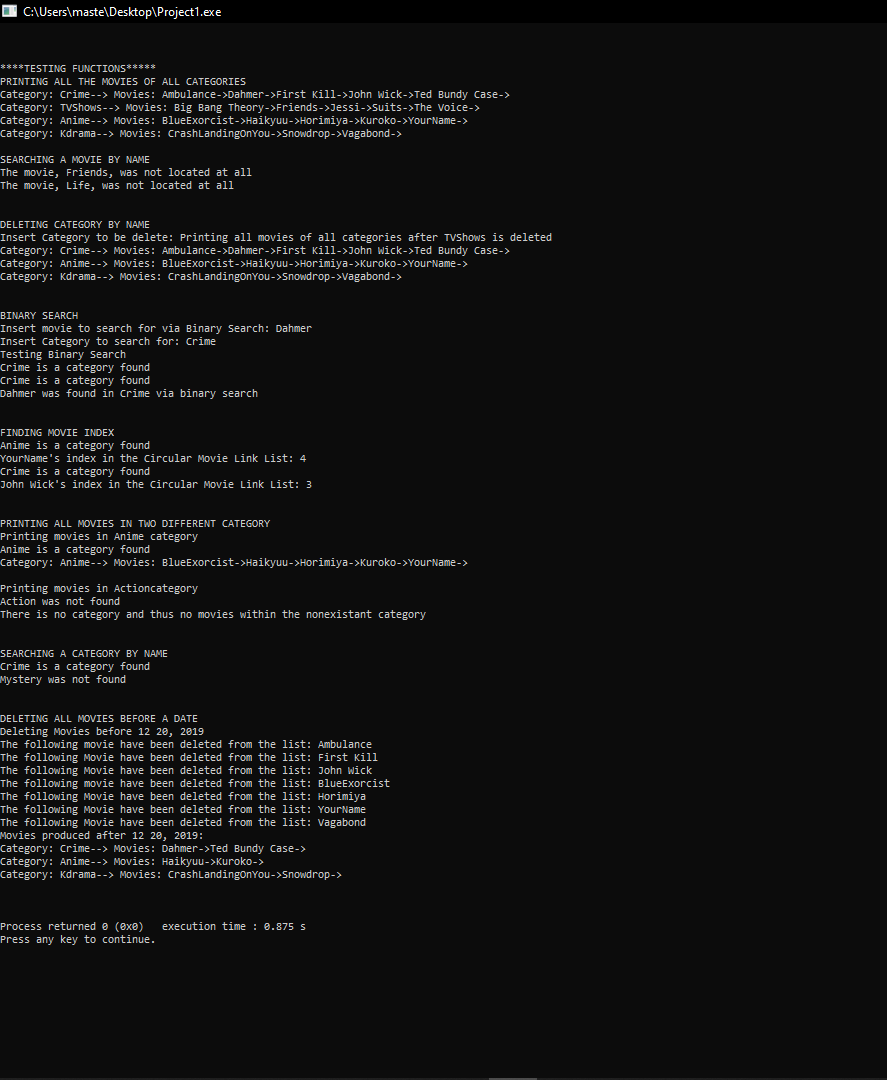 C:\Users\maste\Desktop\Project1.exe
****TESTING FUNCTIONS*****
PRINTING ALL THE MOVIES OF ALL CATEGORIES
Category: Crime--> Movies: Ambulance->Dahmer->First Kill->John Wick->Ted Bundy Case->
Category: TVShows--> Movies: Big Bang Theory->Friends->Jessi->Suits->The Voice->
Category: Anime--> Movies: BlueExorcist->Haikyuu->Horimiya->Kuroko->YourName->
Category: Kdrama--> Movies: CrashLandingOnYou->Snowdrop->Vagabond->
SEARCHING A MOVIE BY NAME
The movie, Friends, was not located at all
The movie, Life, was not located at all
DELETING CATEGORY BY NAME
Insert Category to be delete: Printing all movies of all categories after TVShows is deleted
Category: Crime--> Movies: Ambulance->Dahmer->First Kill->John Wick->Ted Bundy Case->
Category: Anime--> Movies: BlueExorcist->Haikyuu->Horimiya->Kuroko->YourName->
Category: Kdrama--> Movies: CrashLandingOnYou->Snowdrop->Vagabond->
BINARY SEARCH
Insert movie to search for via Binary Search: Dahmer
Insert Category to search for: Crime
Testing Binary Search
Crime is a category found
Crime is a category found
Dahmer was found in Crime via binary search
FINDING MOVIE INDEX
Anime is a category found
YourName's index in the Circular Movie Link List: 4
Crime is a category found
John Wick's index in the Circular Movie Link List: 3
PRINTING ALL MOVIES IN TWO DIFFERENT CATEGORY
Printing movies in Anime category
Anime is a category found
Category: Anime--> Movies: BlueExorcist->Haikyuu->Horimiya->Kuroko->YourName->
Printing movies in Actioncategory
Action was not found
There is no category and thus no movies within the nonexistant category
SEARCHING A CATEGORY BY NAME
Crime is a category found
Mystery was not found
DELETING ALL MOVIES BEFORE A DATE
Deleting Movies before 12 20, 2019
The following movie have been deleted from the list: Ambulance
The following Movie have been deleted from the list: First Kill
The following Movie have been deleted from the list: John Wick
The following movie have been deleted from the list: BlueExorcist
The following Movie have been deleted from the list: Horimiya
The following Movie have been deleted from the list: YourName
The following Movie have been deleted from the list: Vagabond
Movies produced after 12 20, 2019:
Category: Crime--> Movies: Dahmer->Ted Bundy Case->
Category: Anime--> Movies: Haikyuu->Kuroko->
Category: Kdrama--> Movies: CrashLandingOnYou->Snowdrop->
Process returned 0 (0x0)   execution time : 0.875 s
Press any key to continue.